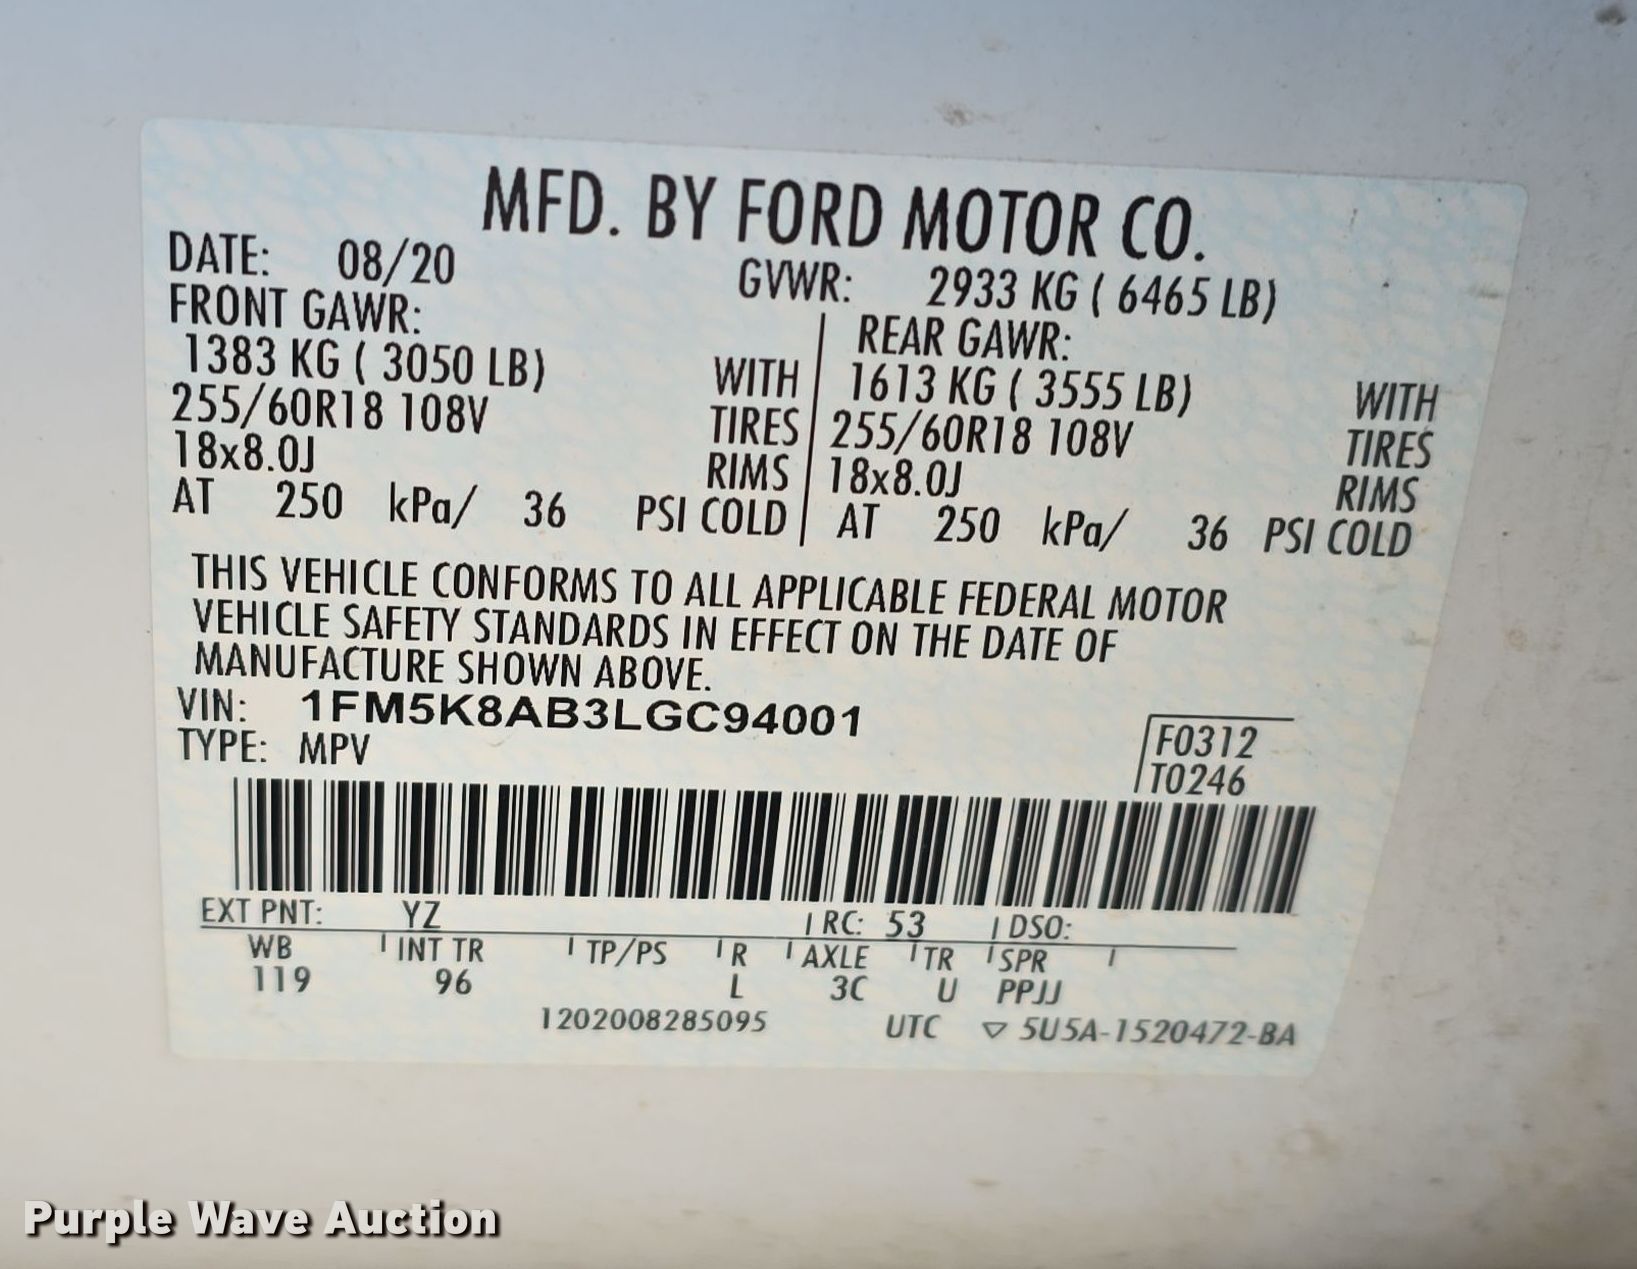 MFD. BY FORD MOTOR CO.
DATE: 08/20 GVWR: 2933 KG ( 6465 LB)
FRONT GAWR: REAR GAWR:
1383 KG ( 3050 LB) WITH 1613 KG ( 3555 LB) WITH
255/60R18 108V TIRES 255/60R18 108V TIRES
18x8.0J RIMS 18x8.0J RIMS
AT 250 kPa/ 36 PSI COLD AT 250 kPa/ 36 PSI COLD
THIS VEHICLE CONFORMS TO ALL APPLICABLE FEDERAL MOTOR
VEHICLE SAFETY STANDARDS IN EFFECT ON THE DATE OF
MANUFACTURE SHOWN ABOVE.
VIN: 1FM5K8AB3LGC94001
TYPE: MPV
F0312
T0246
EXT PNT: YZ RC: 53 DSO:
WB INT TR TP/PS R AXLE TR SPR
119 96 L 3C U PPJJ
1202008285095 UTC ▽ 5U5A-1520472-BA
Purple Wave Auction